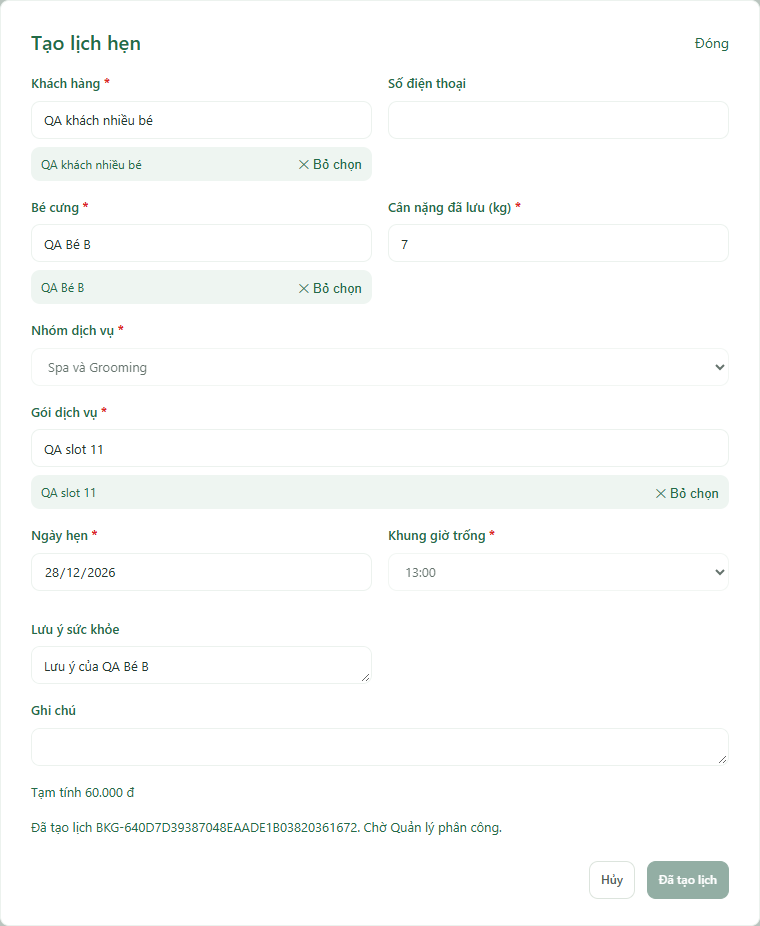 Tạo lịch hẹn
Đóng
Khách hàng *
Số điện thoại
QA khách nhiều bé
QA khách nhiều bé
Bỏ chọn
Bé cưng *
Cân nặng đã lưu (kg) *
QA Bé B
7
QA Bé B
Bỏ chọn
Nhóm dịch vụ *
Spa và Grooming
Gói dịch vụ *
QA slot 11
QA slot 11
Bỏ chọn
Ngày hẹn *
Khung giờ trống *
28/12/2026
13:00
Lưu ý sức khỏe
Lưu ý của QA Bé B
Ghi chú
Tạm tính 60.000 đ
Đã tạo lịch BKG-640D7D39387048EAADE1B03820361672. Chờ Quản lý phân công.
Hủy
Đã tạo lịch